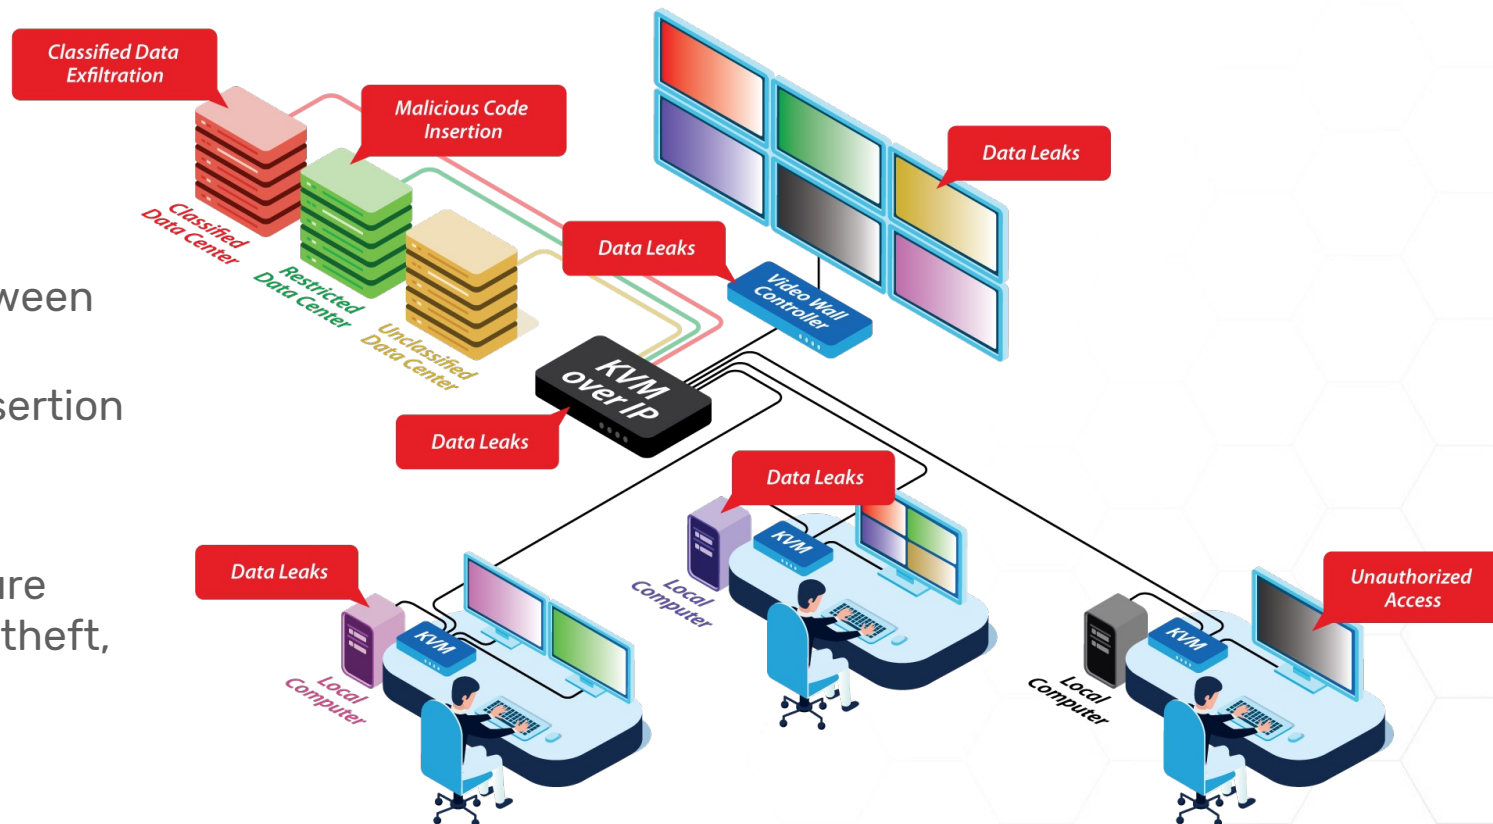 Classified Data
Exfiltration
Malicious Code
Insertion
Data Leaks
Classified
Data Center
Restricted
Data Center
Unclassified
Data Center
Data Leaks
Video Wall
Controller
KVM
over IP
Data Leaks
tween
sertion
ure
theft,
Data Leaks
KVM
Local
Computer
Data Leaks
KVM
Local
Computer
Unauthorized
Access
KVM
Local
Computer